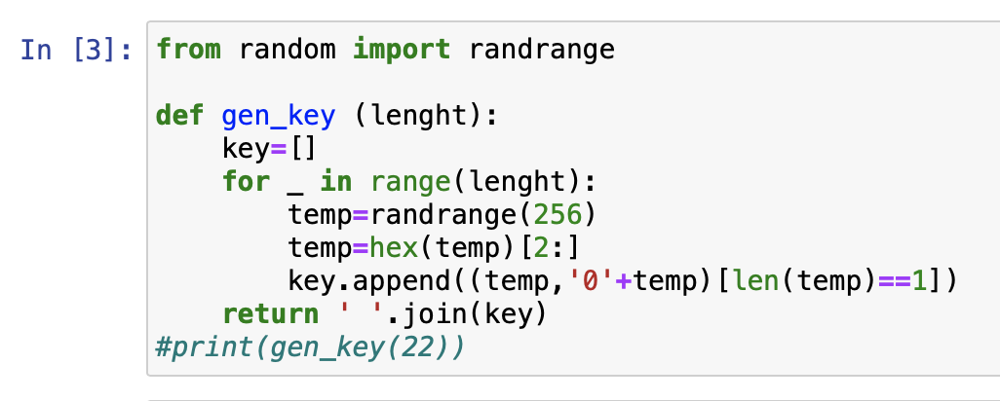 In [3]: from random import randrange
def gen_key (lenght):
    key=[]
    for _ in range(lenght):
        temp=randrange(256)
        temp=hex(temp)[2:]
        key.append((temp,'0'+temp)[len(temp)==1])
    return ' '.join(key)
#print(gen_key(22))